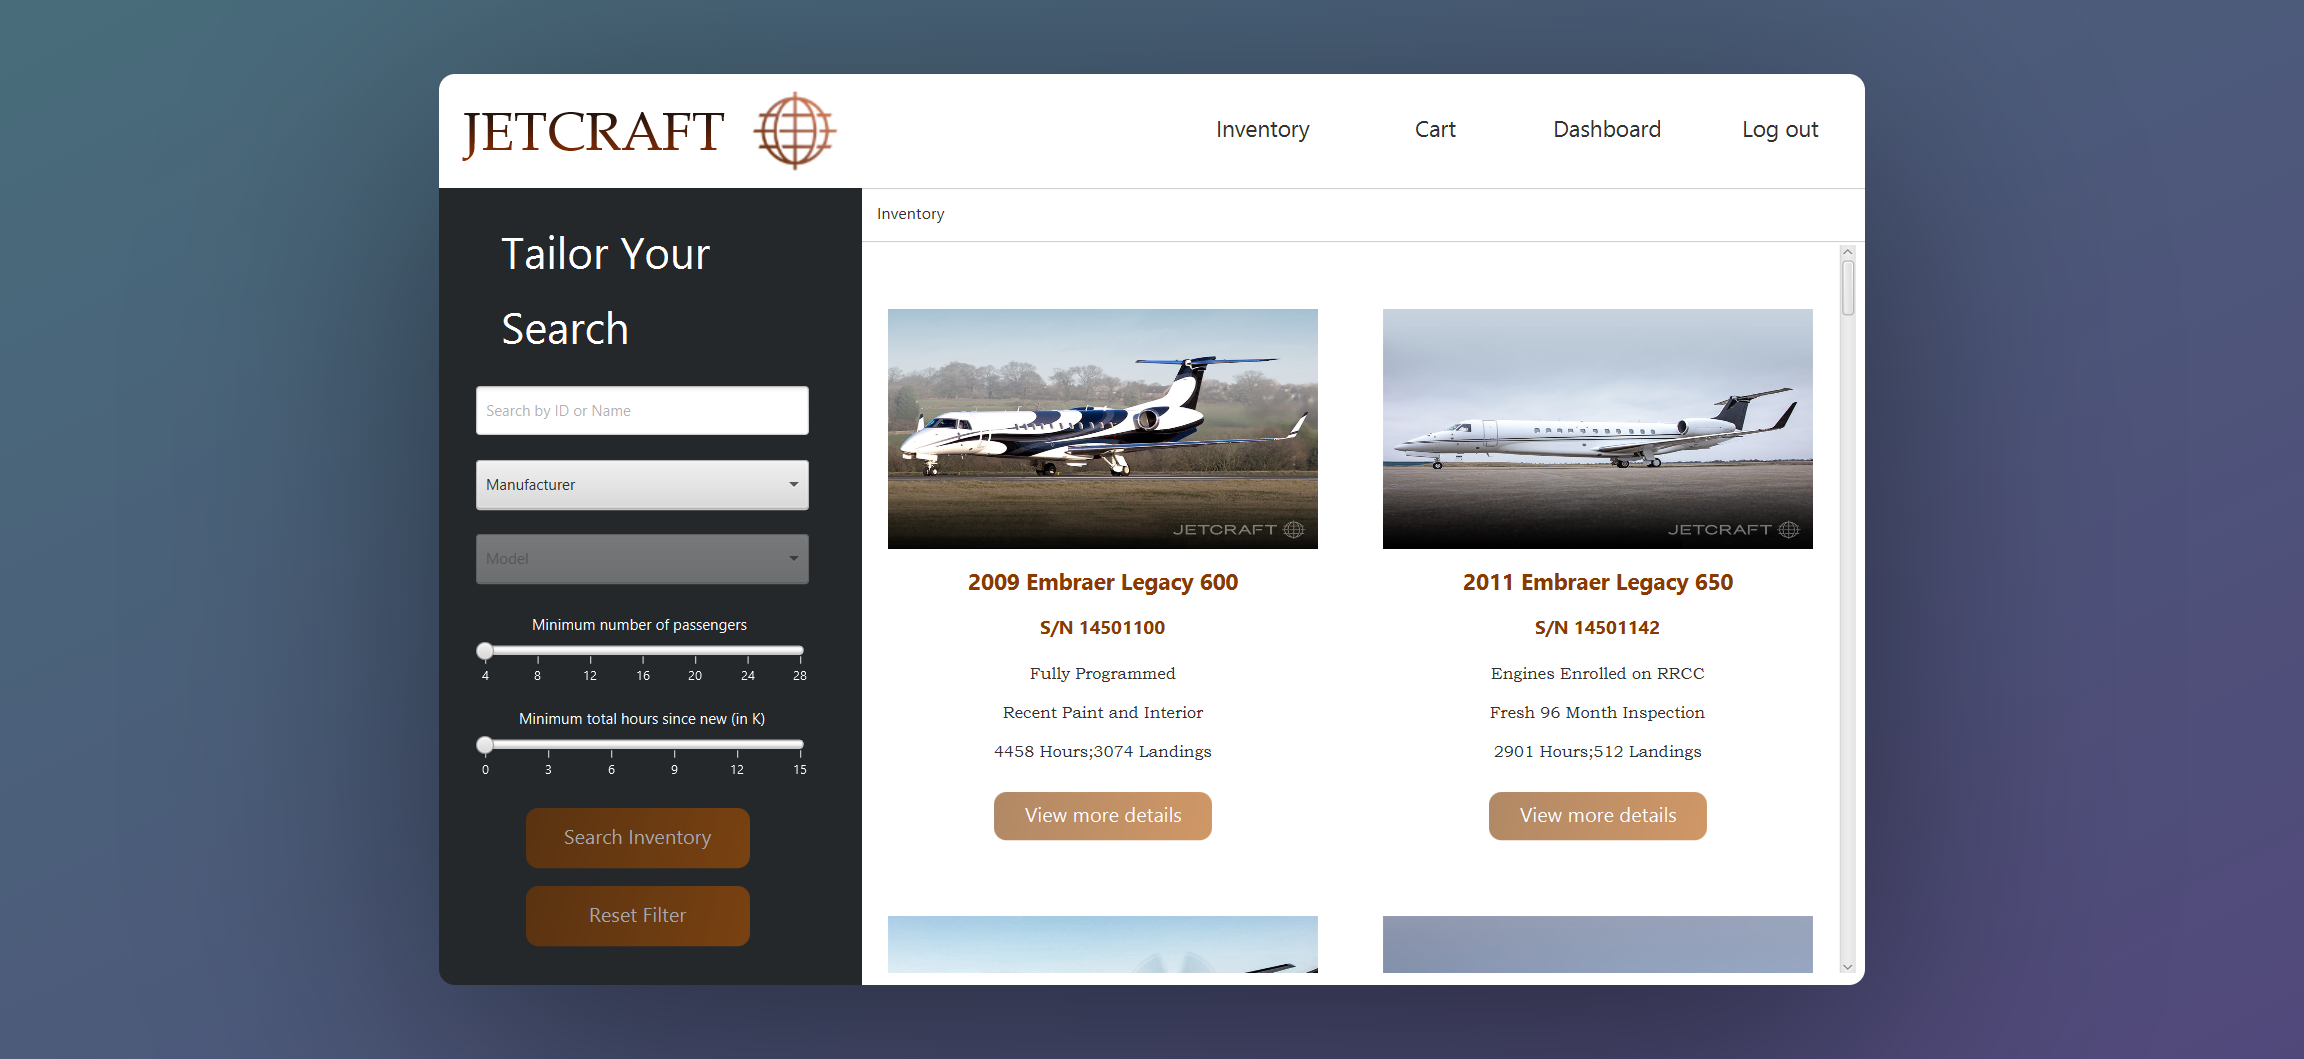 JETCRAFT
Inventory
Cart
Dashboard
Log out
Tailor Your
Search
Search by ID or Name
Manufacturer
Model
Minimum number of passengers
4 8 12 16 20 24 28
Minimum total hours since new (in K)
0 3 6 9 12 15
Search Inventory
Reset Filter
Inventory
JETCRAFT
2009 Embraer Legacy 600
S/N 14501100
Fully Programmed
Recent Paint and Interior
4458 Hours;3074 Landings
View more details
JETCRAFT
2011 Embraer Legacy 650
S/N 14501142
Engines Enrolled on RRCC
Fresh 96 Month Inspection
2901 Hours;512 Landings
View more details